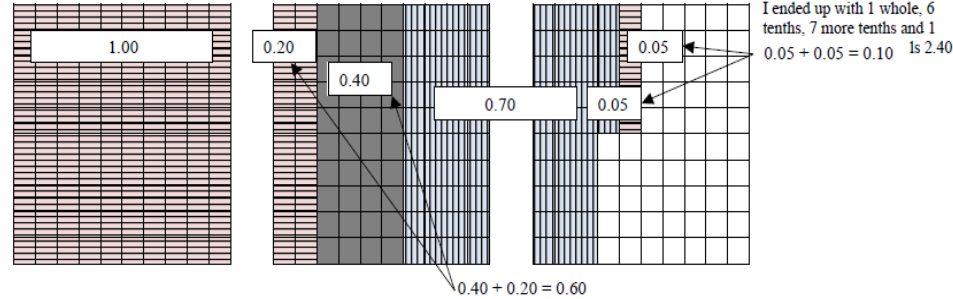 I ended up with 1 whole, 6
tenths, 7 more tenths and 1
1.00
0.20
0.05
0.05 + 0.05 = 0.10
ls 2.40
0.40
0.70
0.05
0.40 + 0.20 = 0.60